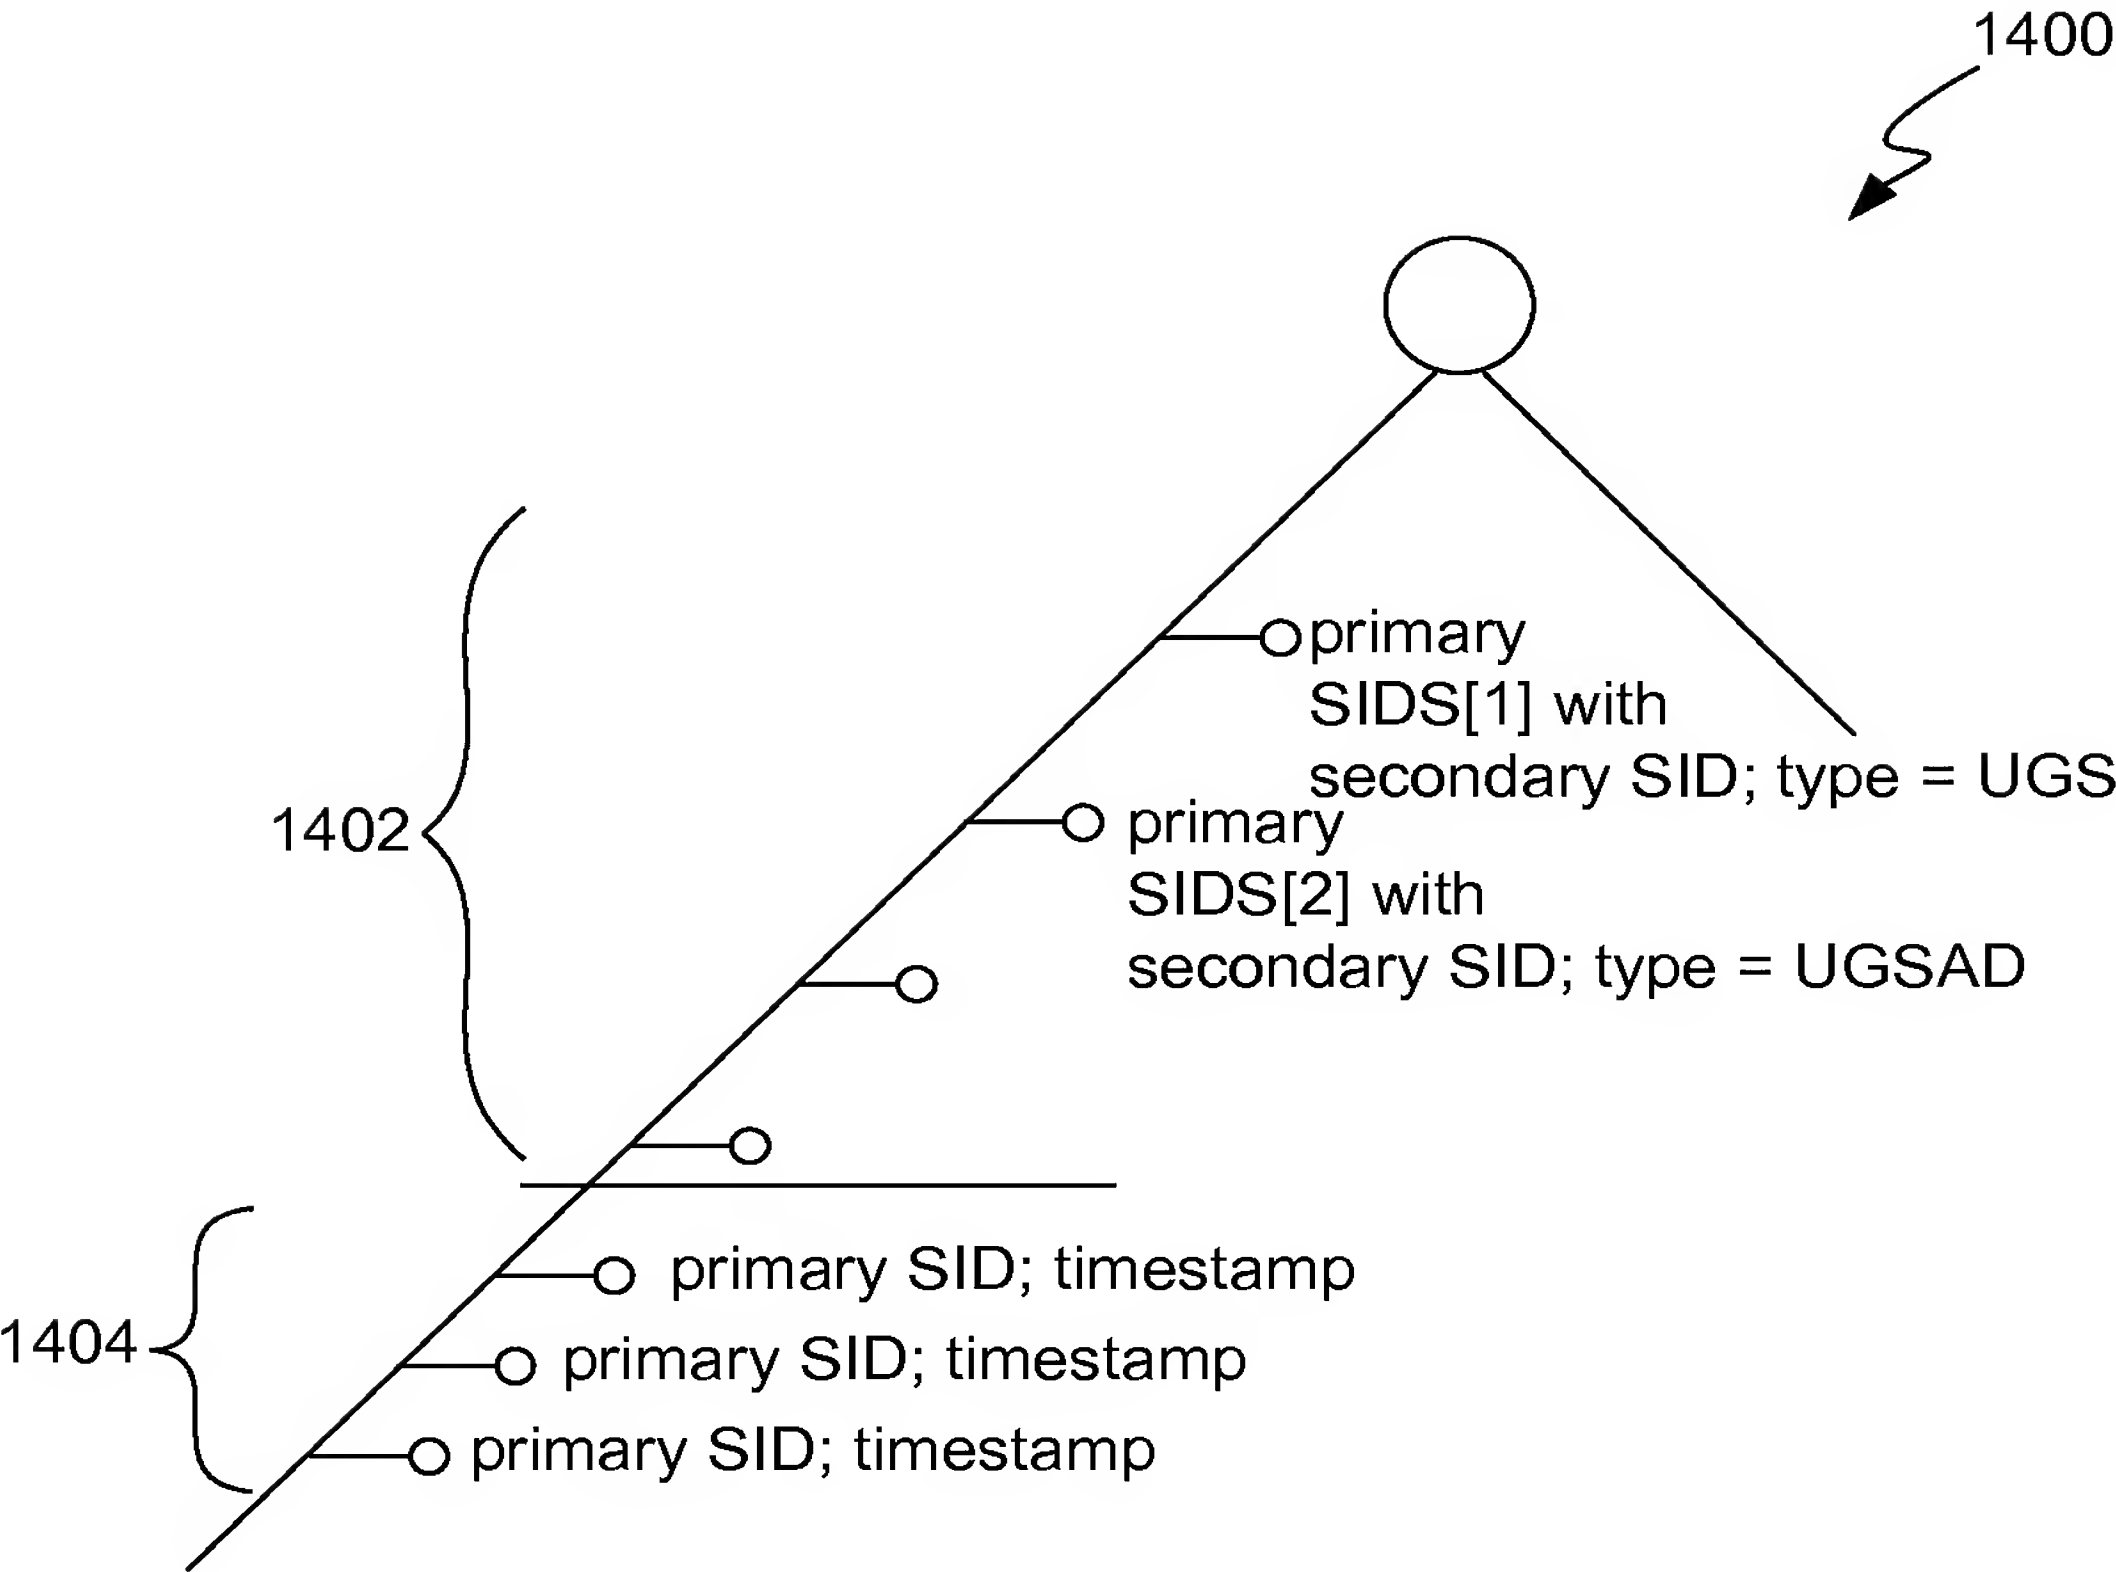 1400
primary
SIDS[1] with
secondary SID; type = UGS
1402
primary
SIDS[2] with
secondary SID; type = UGSAD
primary SID; timestamp
1404
primary SID; timestamp
primary SID; timestamp